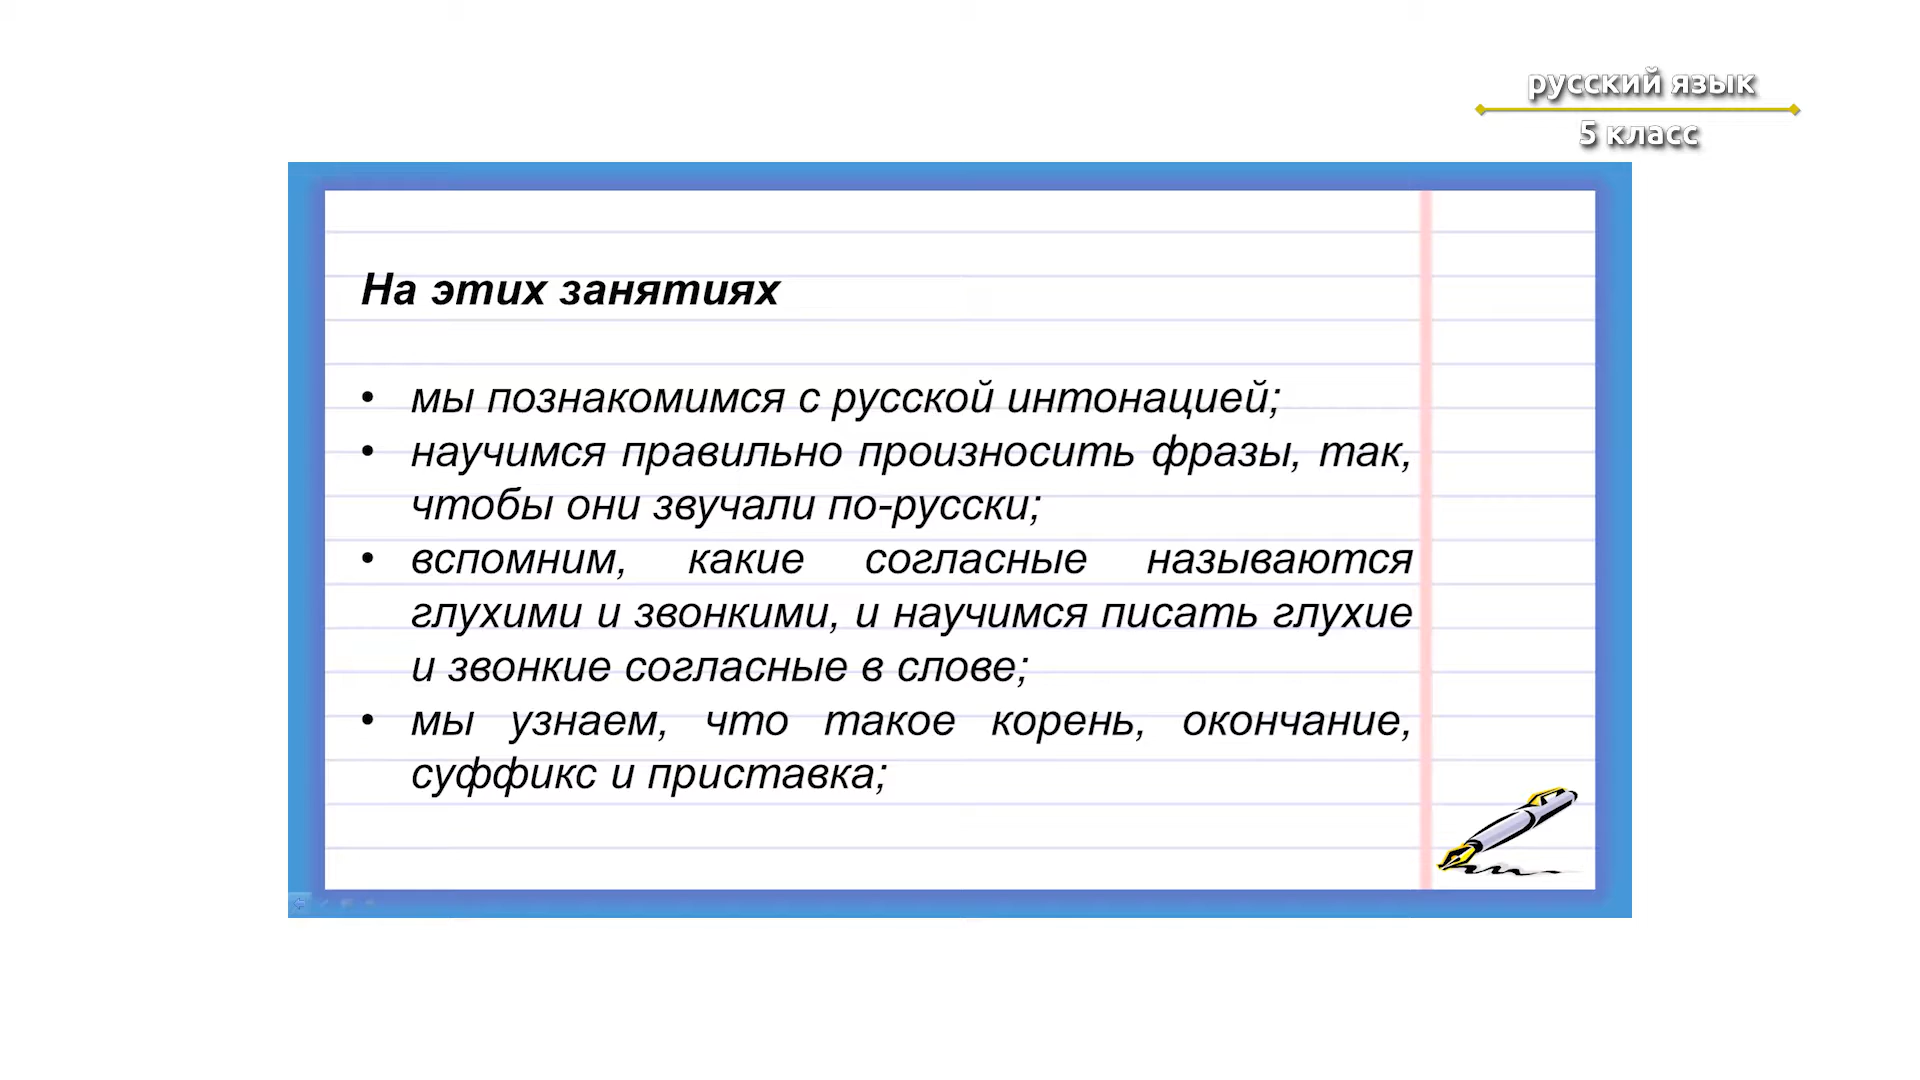 русский язык
5 класс
На этих занятиях
• мы познакомимся с русской интонацией;
• научимся правильно произносить фразы, так,
чтобы они звучали по-русски;
• вспомним, какие согласные называются
глухими и звонкими, и научимся писать глухие
и звонкие согласные в слове;
• мы узнаем, что такое корень, окончание,
суффикс и приставка;